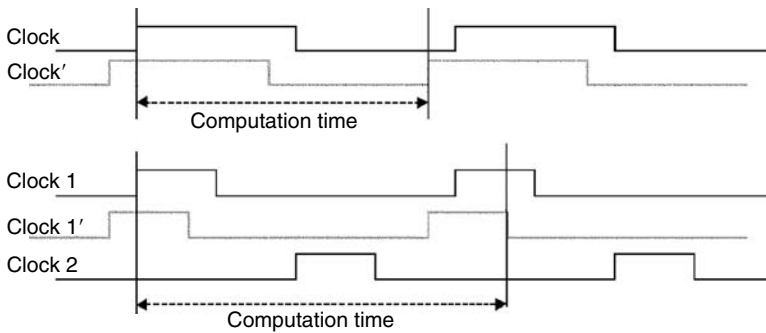 Clock
Clock′
Computation time
Clock 1
Clock 1′
Clock 2
Computation time